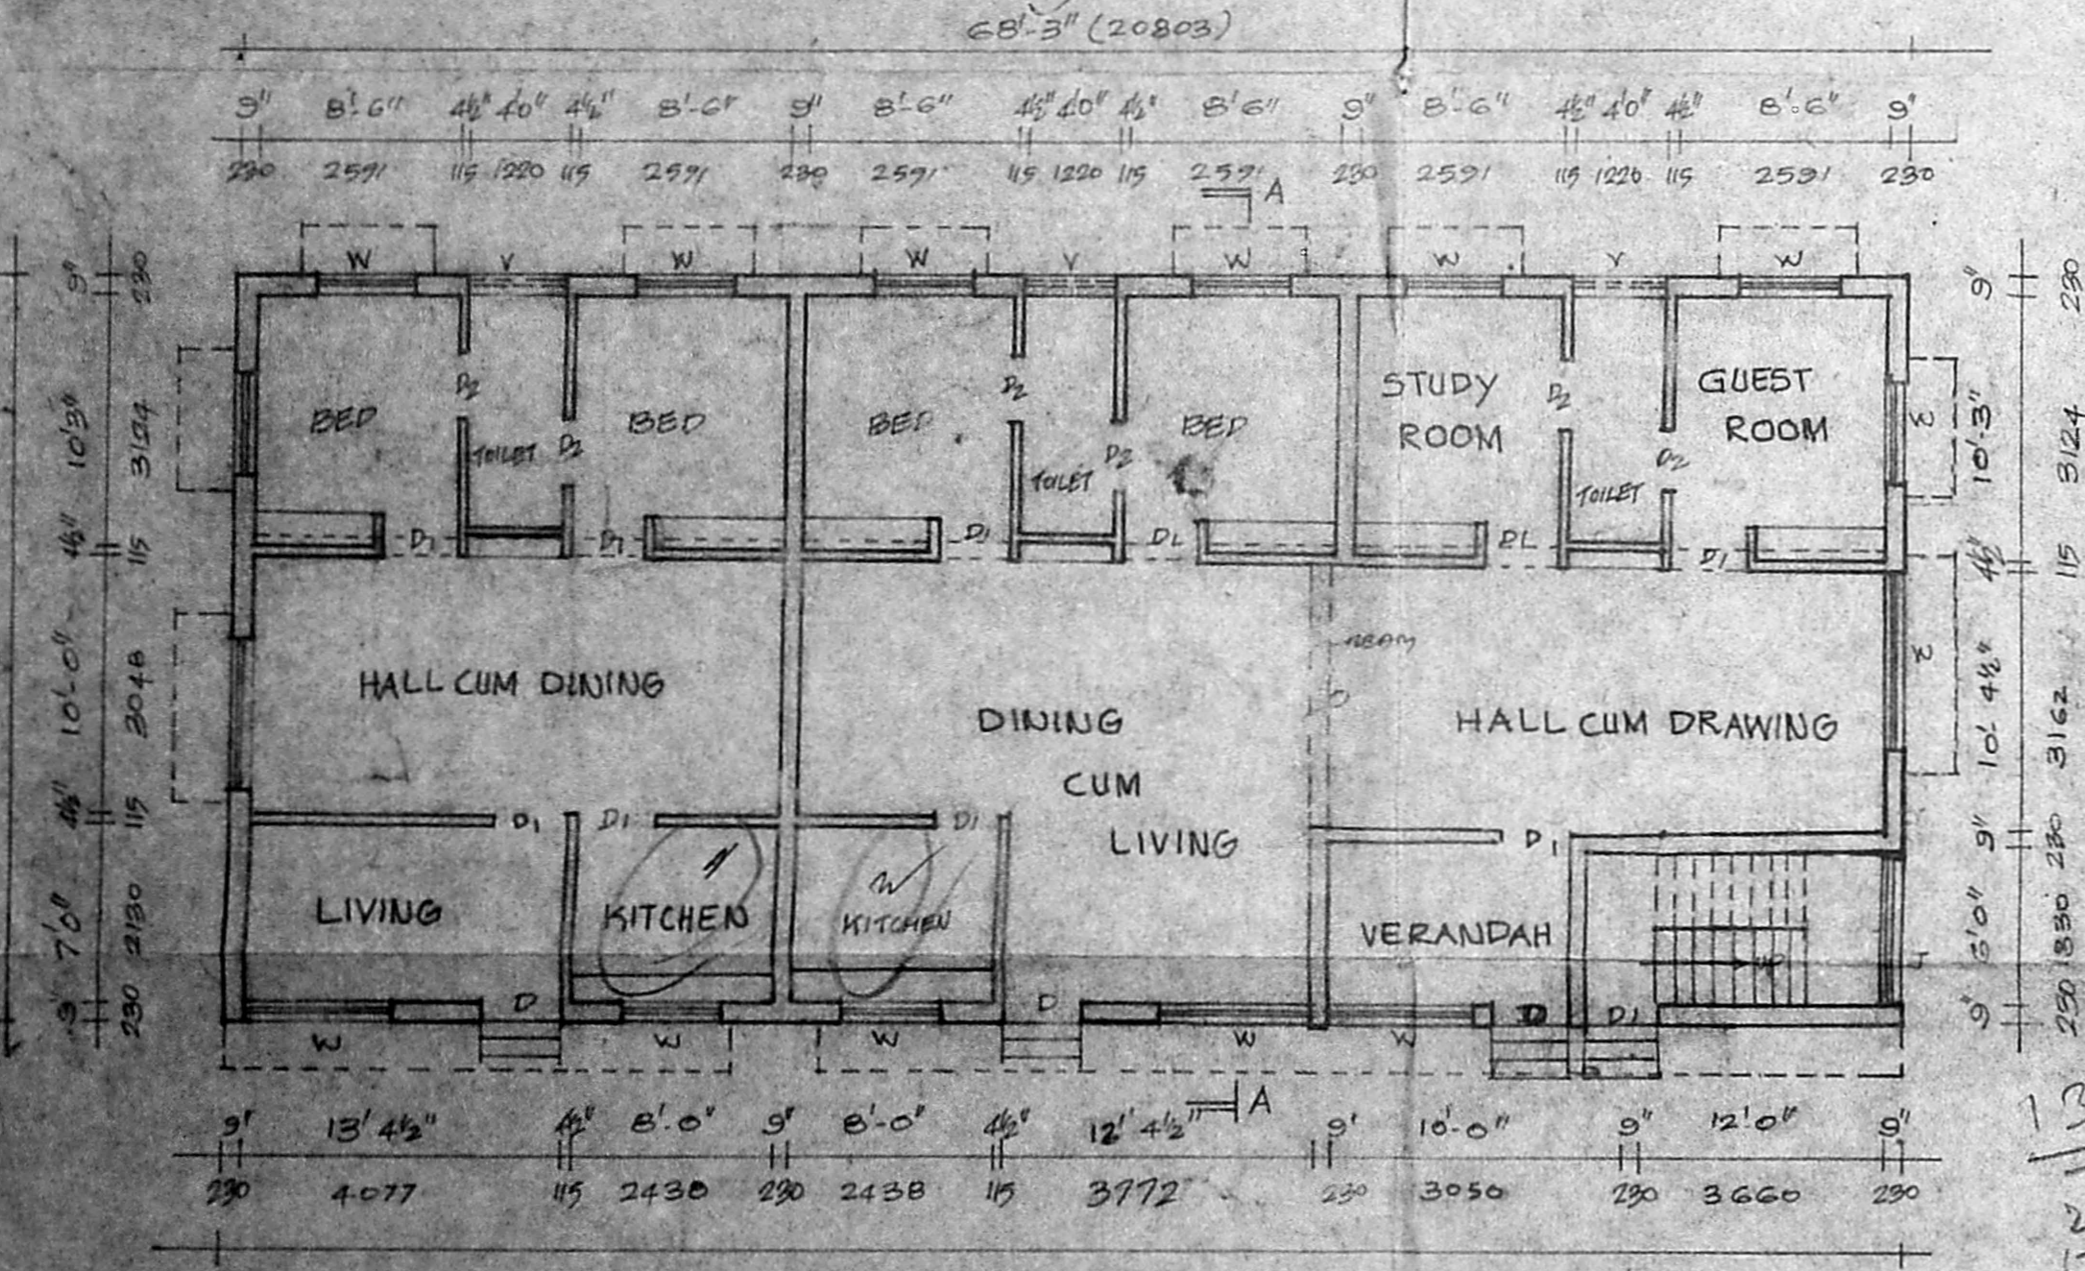 68'-3" (20803)
9" 8'-6" 4½" 4'0" 4½" 8'-6" 9" 8'-6" 4½" 4'0" 4½" 8'6" 9" 8'-6" 4½" 4'0" 4½" 8'-6" 9"
230 2591 115 1220 115 2591 230 2591 115 1220 115 2591 230 2591 115 1220 115 2591 230
A
W V W W V W W V W
9" 230
9" 230
BED D2 TOILET D2 BED
BED D2 TOILET D2 BED
STUDY ROOM
D2 TOILET D2
GUEST ROOM
W
10'3" 3124
10'-3" 3124
D1 D1 D1 D1 D1 D1
4½" 115
4½" 115
BEAM
HALL CUM DINING
DINING
CUM
LIVING
HALL CUM DRAWING
W
10'-0" 3048
10'-4½" 3162
4½" 115
9" 230
D1 D1 D1 D1
LIVING
KITCHEN
KITCHEN
VERANDAH
UP
7'0" 2130
6'0" 1830
9" 230
9" 230
D D D D1
W W W W W
A
9" 13'4½" 4½" 8'-0" 9" 8'-0" 4½" 12'4½" 9" 10'-0" 9" 12'0" 9"
230 4077 115 2438 230 2438 115 3772 230 3050 230 3660 230